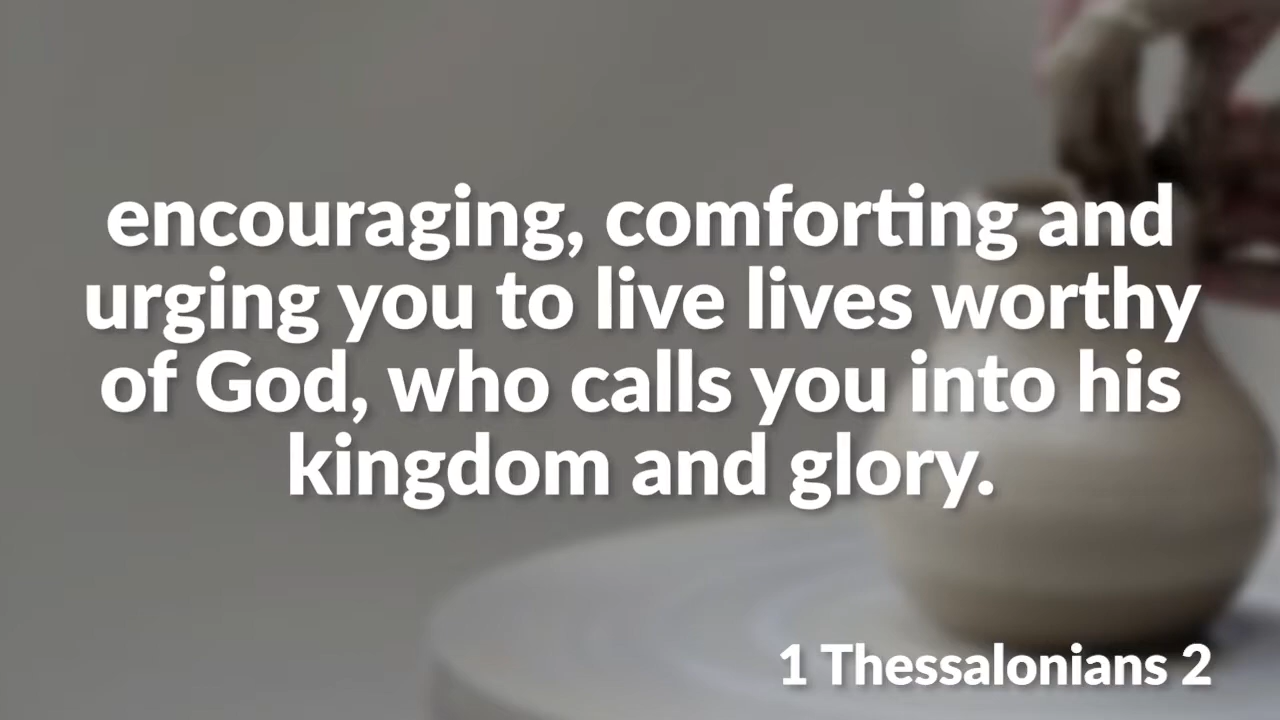 encouraging, comforting and
urging you to live lives worthy
of God, who calls you into his
kingdom and glory.
1 Thessalonians 2